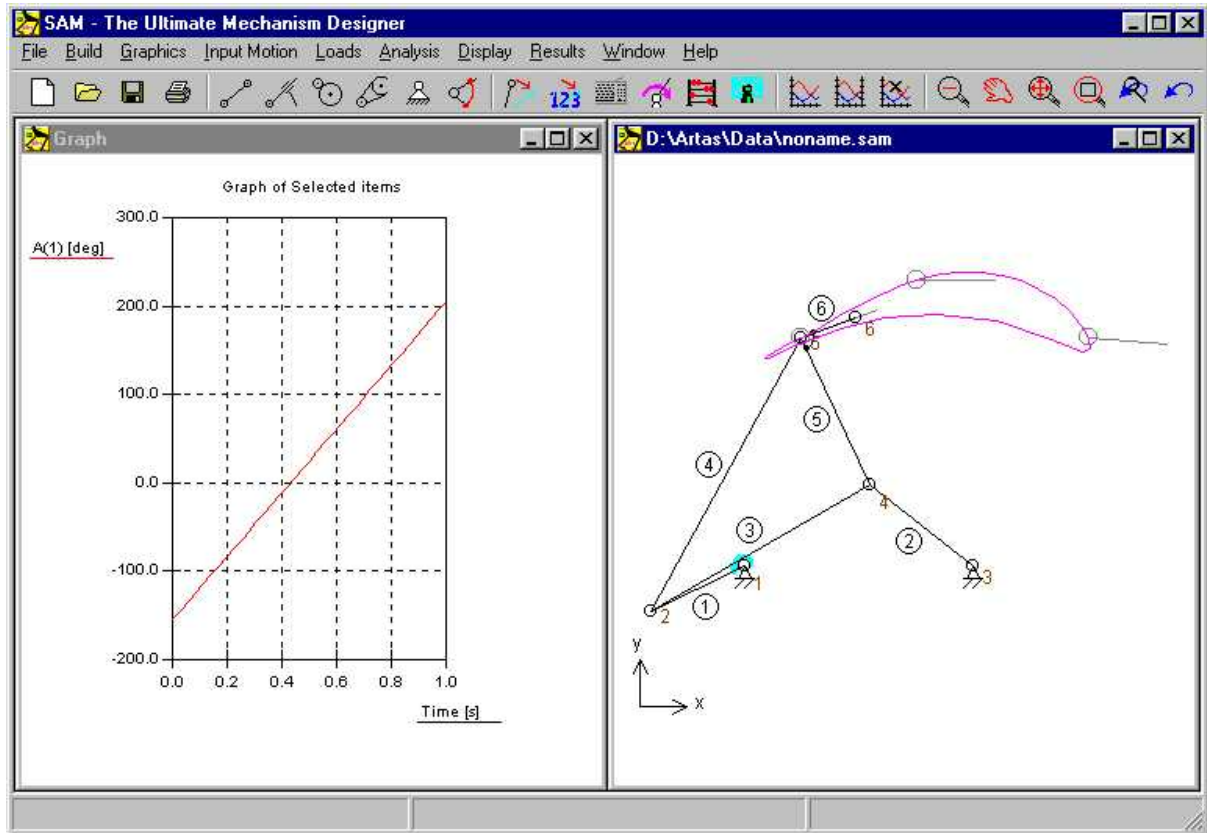 SAM - The Ultimate Mechanism Designer
File Build Graphics Input Motion Loads Analysis Display Results Window Help
123
Graph
D:\Artas\Data\noname.sam
Graph of Selected items
A(1) [deg]
300.0
200.0
100.0
0.0
-100.0
-200.0
0.0 0.2 0.4 0.6 0.8 1.0
Time [s]
6
6
5
5
4
4
3
2
1
3
2
1
y
x